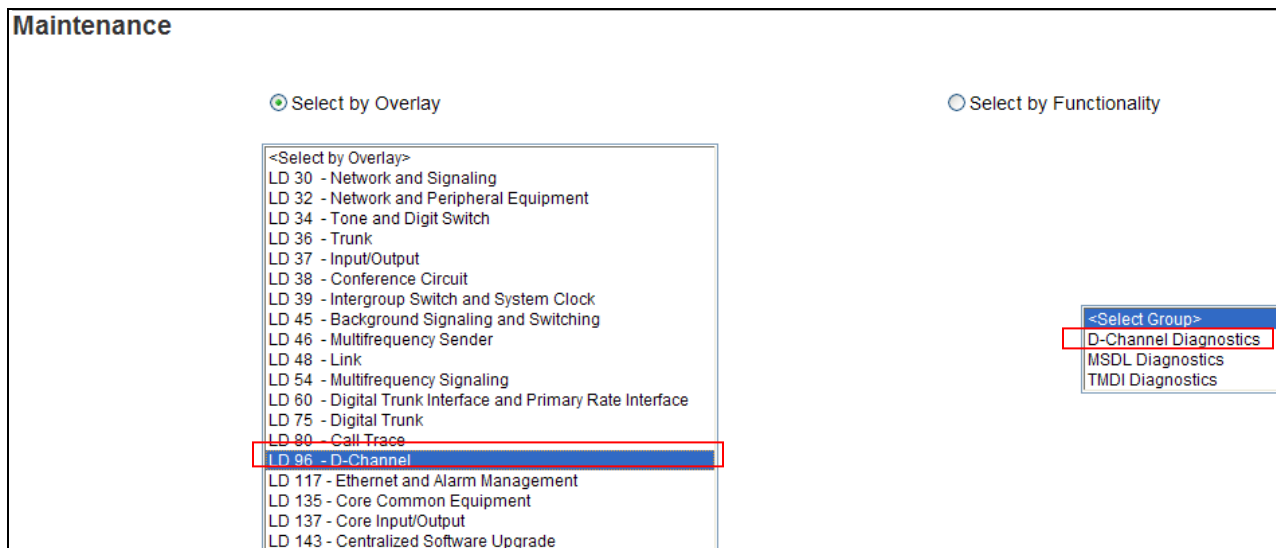 Maintenance
Select by Overlay
Select by Functionality
<Select by Overlay>
LD 30 - Network and Signaling
LD 32 - Network and Peripheral Equipment
LD 34 - Tone and Digit Switch
LD 36 - Trunk
LD 37 - Input/Output
LD 38 - Conference Circuit
LD 39 - Intergroup Switch and System Clock
LD 45 - Background Signaling and Switching
LD 46 - Multifrequency Sender
LD 48 - Link
LD 54 - Multifrequency Signaling
LD 60 - Digital Trunk Interface and Primary Rate Interface
LD 75 - Digital Trunk
LD 80 - Call Trace
LD 96 - D-Channel
LD 117 - Ethernet and Alarm Management
LD 135 - Core Common Equipment
LD 137 - Core Input/Output
LD 143 - Centralized Software Upgrade
<Select Group>
D-Channel Diagnostics
MSDL Diagnostics
TMDI Diagnostics